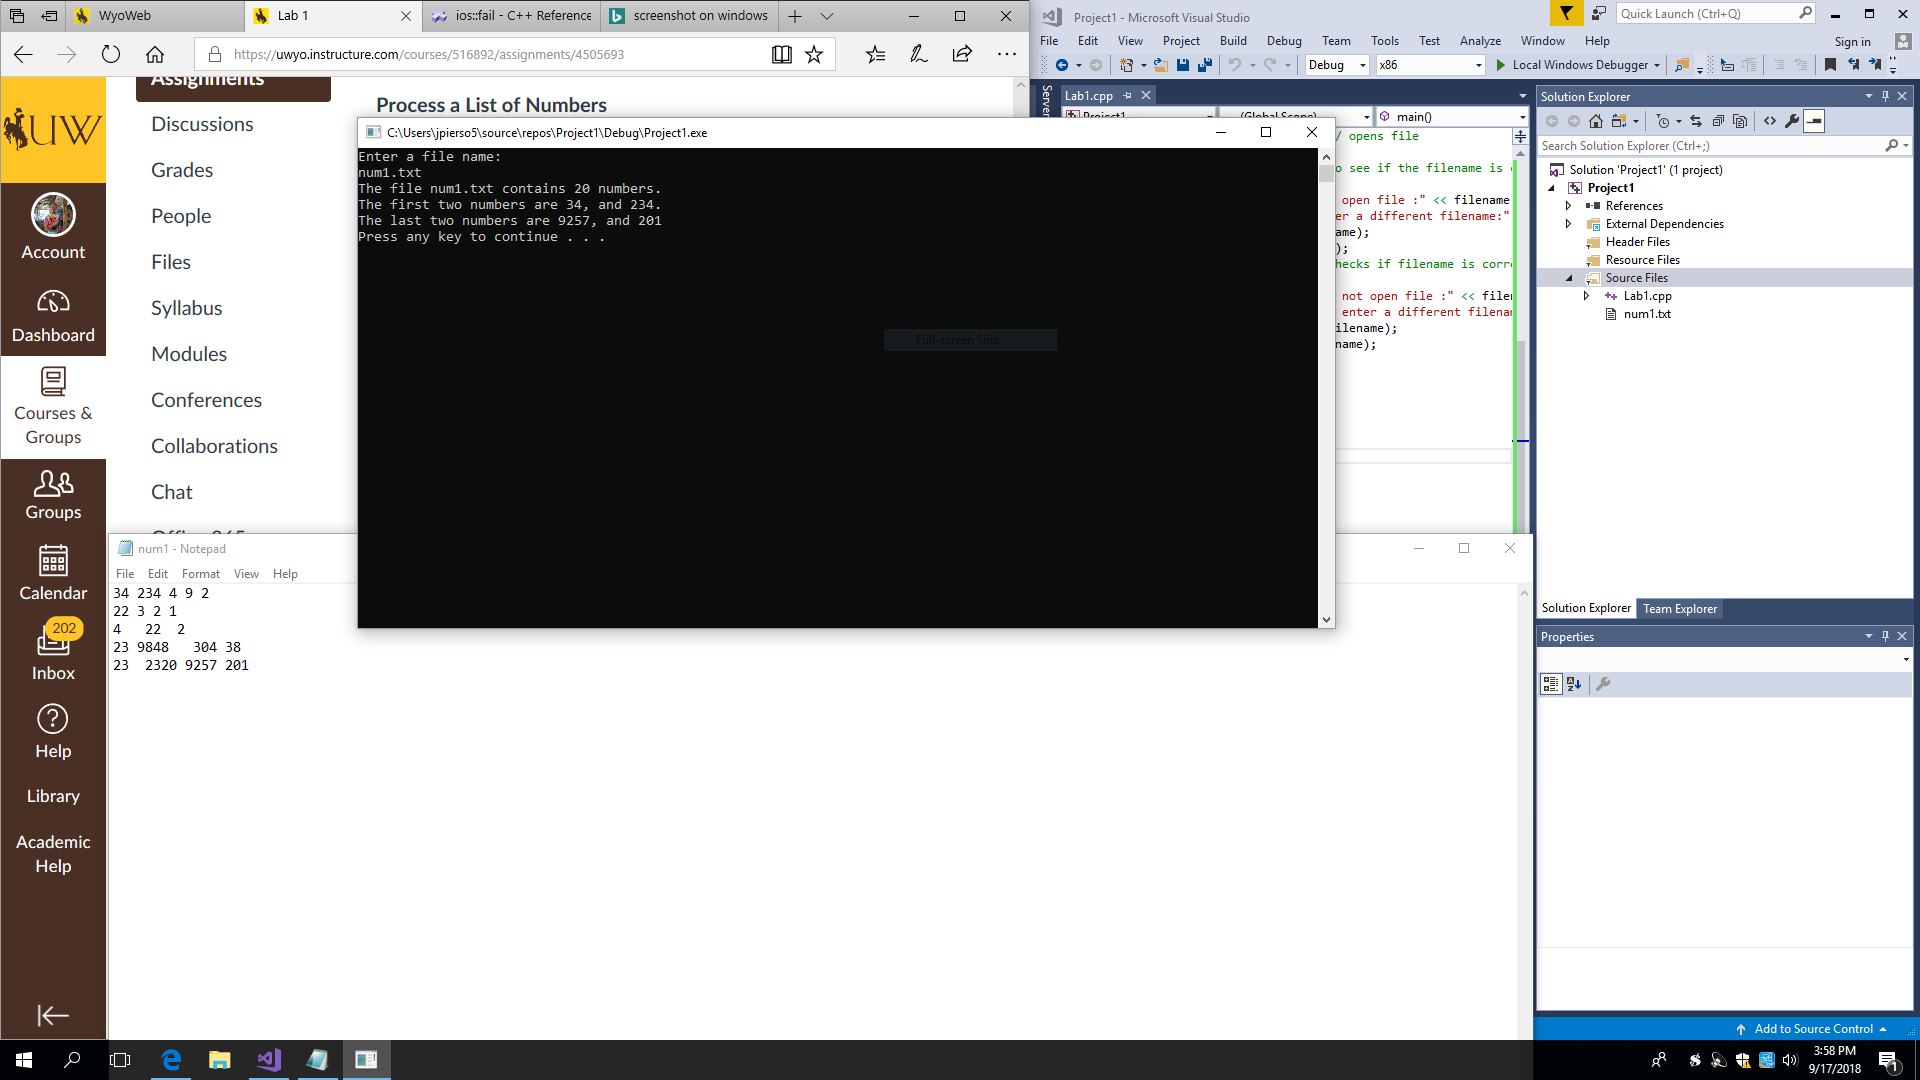 WyoWeb
Lab 1
ios::fail - C++ Reference
screenshot on windows
https://uwyo.instructure.com/courses/516892/assignments/4505693
UW
Account
Dashboard
Courses &
Groups
Groups
Calendar
202
Inbox
Help
Library
Academic
Help
Assignments
Discussions
Grades
People
Files
Syllabus
Modules
Conferences
Collaborations
Chat
Office 365
Process a List of Numbers
C:\Users\jpierso5\source\repos\Project1\Debug\Project1.exe
Enter a file name:
num1.txt
The file num1.txt contains 20 numbers.
The first two numbers are 34, and 234.
The last two numbers are 9257, and 201
Press any key to continue . . .
Full-screen Snip
num1 - Notepad
File Edit Format View Help
34 234 4 9 2
22 3 2 1
4 22 2
23 9848 304 38
23 2320 9257 201
Project1 - Microsoft Visual Studio
Quick Launch (Ctrl+Q)
File Edit View Project Build Debug Team Tools Test Analyze Window Help
Sign in
Debug x86 Local Windows Debugger
Server
Lab1.cpp
Project1 (Global Scope) main()
/ opens file
o see if the filename is
open file :" << filename
er a different filename:"
ame);
);
hecks if filename is corre
not open file :" << filen
enter a different filenam
ilename);
name);
Solution Explorer
Search Solution Explorer (Ctrl+;)
Solution 'Project1' (1 project)
Project1
References
External Dependencies
Header Files
Resource Files
Source Files
Lab1.cpp
num1.txt
Solution Explorer Team Explorer
Properties
Add to Source Control
3:58 PM
9/17/2018
1